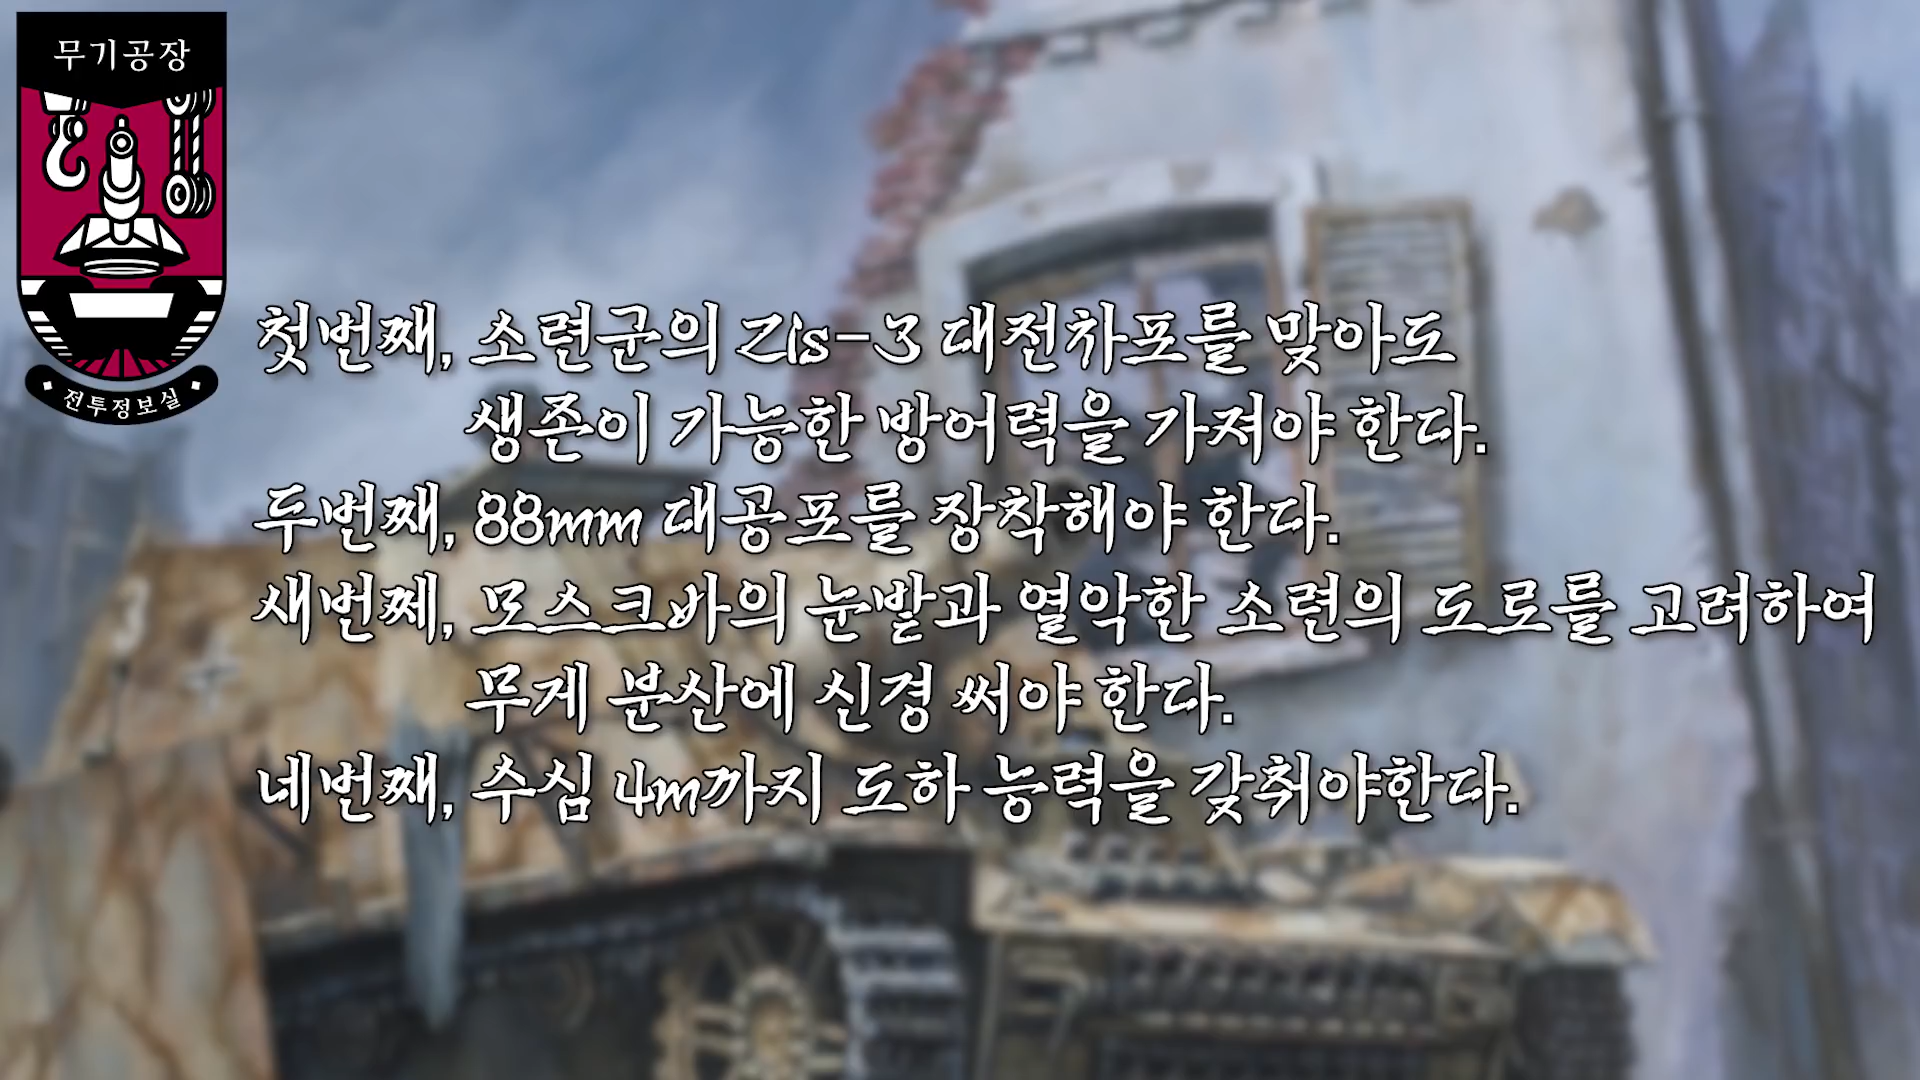 무기공장
전투정보실
첫번째, 소련군의 Zis-3 대전차포를 맞아도
생존이 가능한 방어력을 가져야 한다.
두번째, 88mm 대공포를 장착해야 한다.
새번쩨, 모스크바의 눈밭과 열악한 소련의 도로를 고려하여
무게 분산에 신경 써야 한다.
네번째, 수심 4m까지 도하 능력을 갖춰야한다.